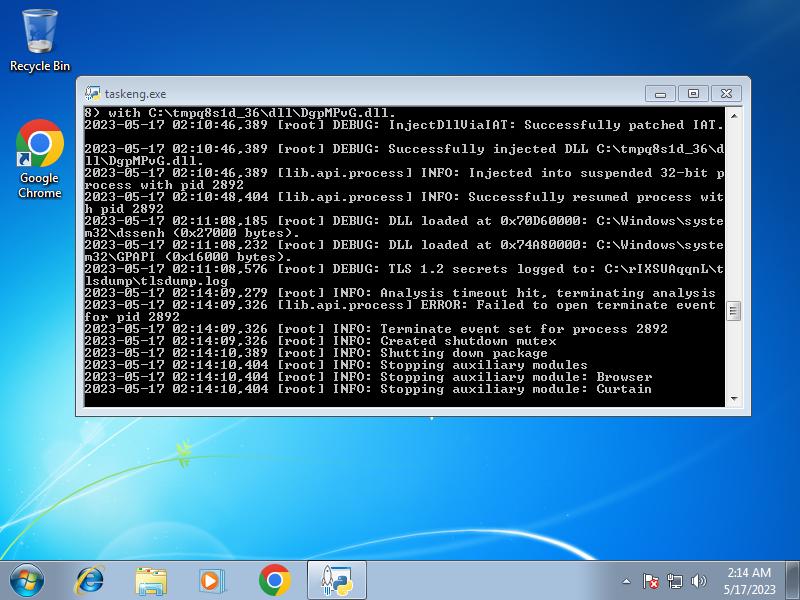 Recycle Bin
Google
Chrome
taskeng.exe
8) with C:\tmpq8s1d_36\dll\DgpMPvG.dll.
2023-05-17 02:10:46,389 [root] DEBUG: InjectDllViaIAT: Successfully patched IAT.
2023-05-17 02:10:46,389 [root] DEBUG: Successfully injected DLL C:\tmpq8s1d_36\d
ll\DgpMPvG.dll.
2023-05-17 02:10:46,389 [lib.api.process] INFO: Injected into suspended 32-bit p
rocess with pid 2892
2023-05-17 02:10:48,404 [lib.api.process] INFO: Successfully resumed process wit
h pid 2892
2023-05-17 02:11:08,185 [root] DEBUG: DLL loaded at 0x70D60000: C:\Windows\syste
m32\dssenh (0x27000 bytes).
2023-05-17 02:11:08,232 [root] DEBUG: DLL loaded at 0x74A80000: C:\Windows\syste
m32\GPAPI (0x16000 bytes).
2023-05-17 02:11:08,576 [root] DEBUG: TLS 1.2 secrets logged to: C:\rIXSUAqqnL\t
lsdump\tlsdump.log
2023-05-17 02:14:09,279 [root] INFO: Analysis timeout hit, terminating analysis
2023-05-17 02:14:09,326 [lib.api.process] ERROR: Failed to open terminate event
for pid 2892
2023-05-17 02:14:09,326 [root] INFO: Terminate event set for process 2892
2023-05-17 02:14:09,326 [root] INFO: Created shutdown mutex
2023-05-17 02:14:10,389 [root] INFO: Shutting down package
2023-05-17 02:14:10,404 [root] INFO: Stopping auxiliary modules
2023-05-17 02:14:10,404 [root] INFO: Stopping auxiliary module: Browser
2023-05-17 02:14:10,404 [root] INFO: Stopping auxiliary module: Curtain
2:14 AM
5/17/2023